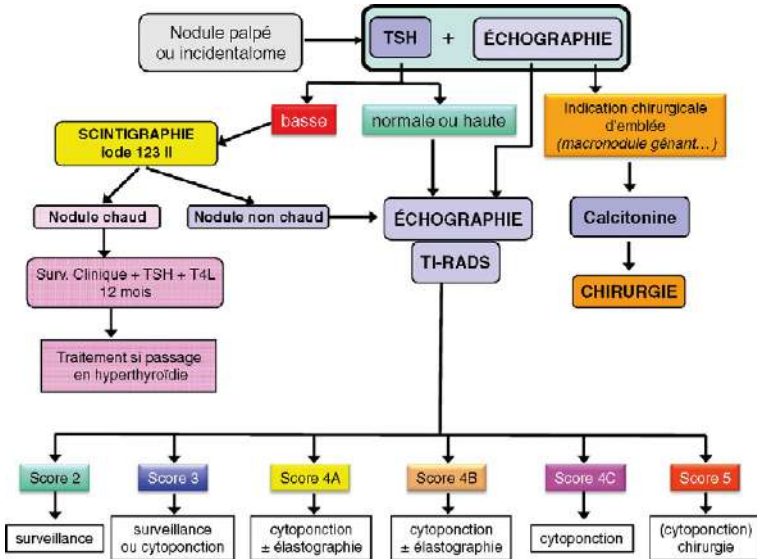 Nodule palpé
ou incidentalome
TSH + ÉCHOGRAPHIE
basse
normale ou haute
Indication chirurgicale
d'emblée
(macronodule gênant...)
SCINTIGRAPHIE
iode 123 II
Nodule chaud
Nodule non chaud
ÉCHOGRAPHIE
TI-RADS
Calcitonine
CHIRURGIE
Surv. Clinique + TSH + T4L
12 mois
Traitement si passage
en hyperthyroïdie
Score 2
Score 3
Score 4A
Score 4B
Score 4C
Score 5
surveillance
surveillance
ou cytoponction
cytoponction
± élastographie
cytoponction
± élastographie
cytoponction
(cytoponction)
chirurgie